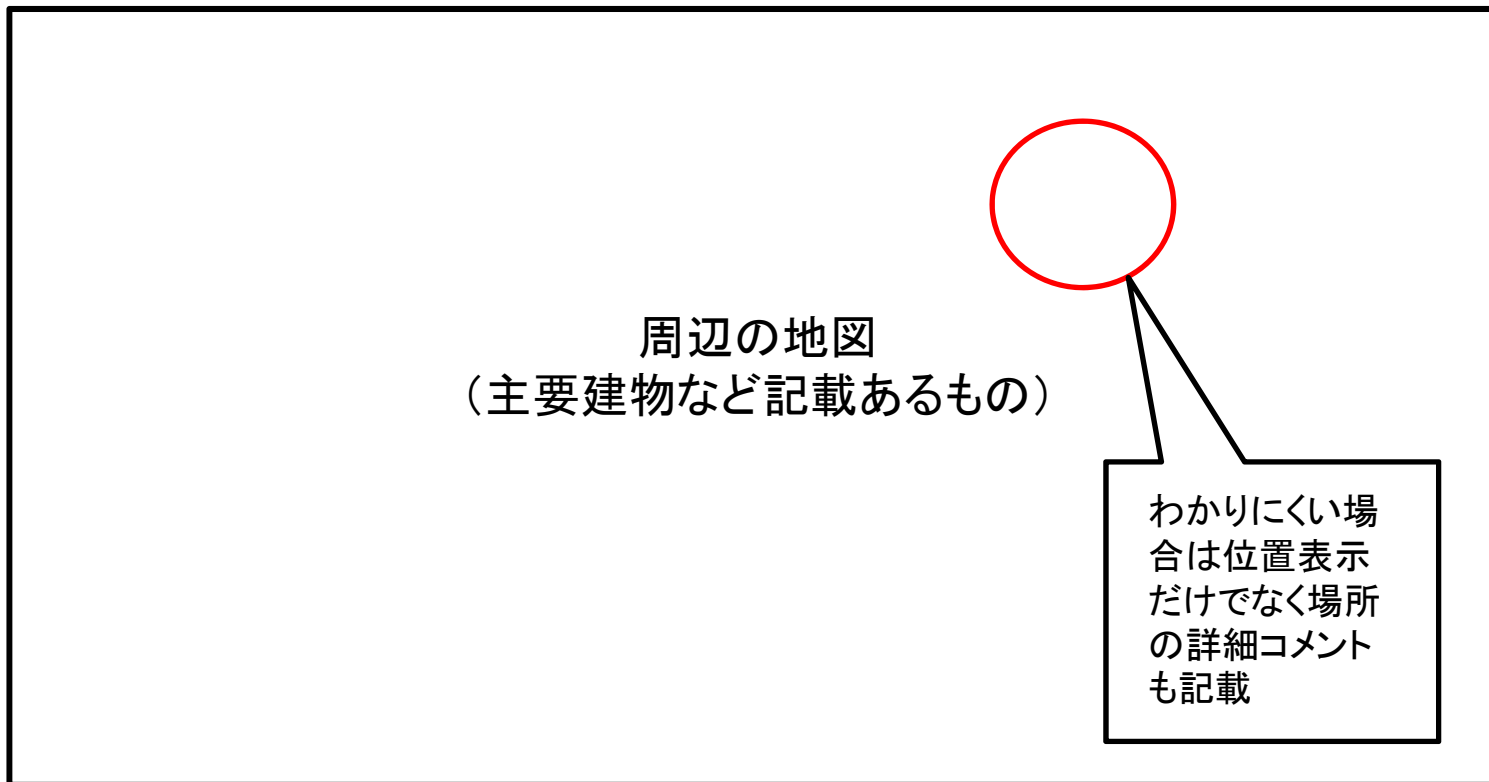 周辺の地図
（主要建物など記載あるもの）
わかりにくい場
合は位置表示
だけでなく場所
の詳細コメント
も記載